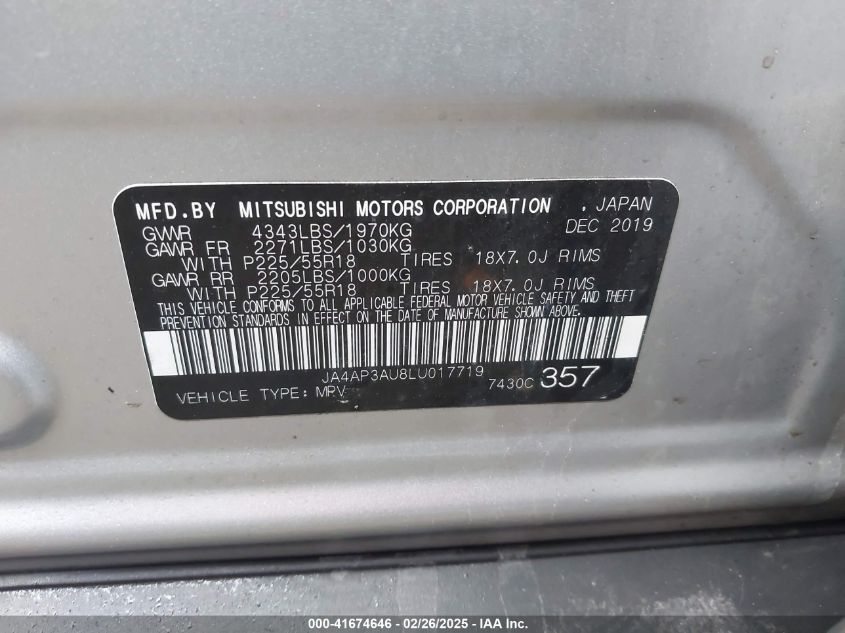 MFD.BY MITSUBISHI MOTORS CORPORATION , JAPAN
GVWR 4343LBS/1970KG DEC 2019
GAWR FR 2271LBS/1030KG
WITH P225/55R18 TIRES 18X7.0J RIMS
GAWR RR 2205LBS/1000KG
WITH P225/55R18 TIRES 18X7.0J RIMS
THIS VEHICLE CONFORMS TO ALL APPLICABLE FEDERAL MOTOR VEHICLE SAFETY AND THEFT
PREVENTION STANDARDS IN EFFECT ON THE DATE OF MANUFACTURE SHOWN ABOVE.
JA4AP3AU8LU017719
VEHICLE TYPE: MPV 7430C 357
000-41674646 - 02/26/2025 - IAA Inc.